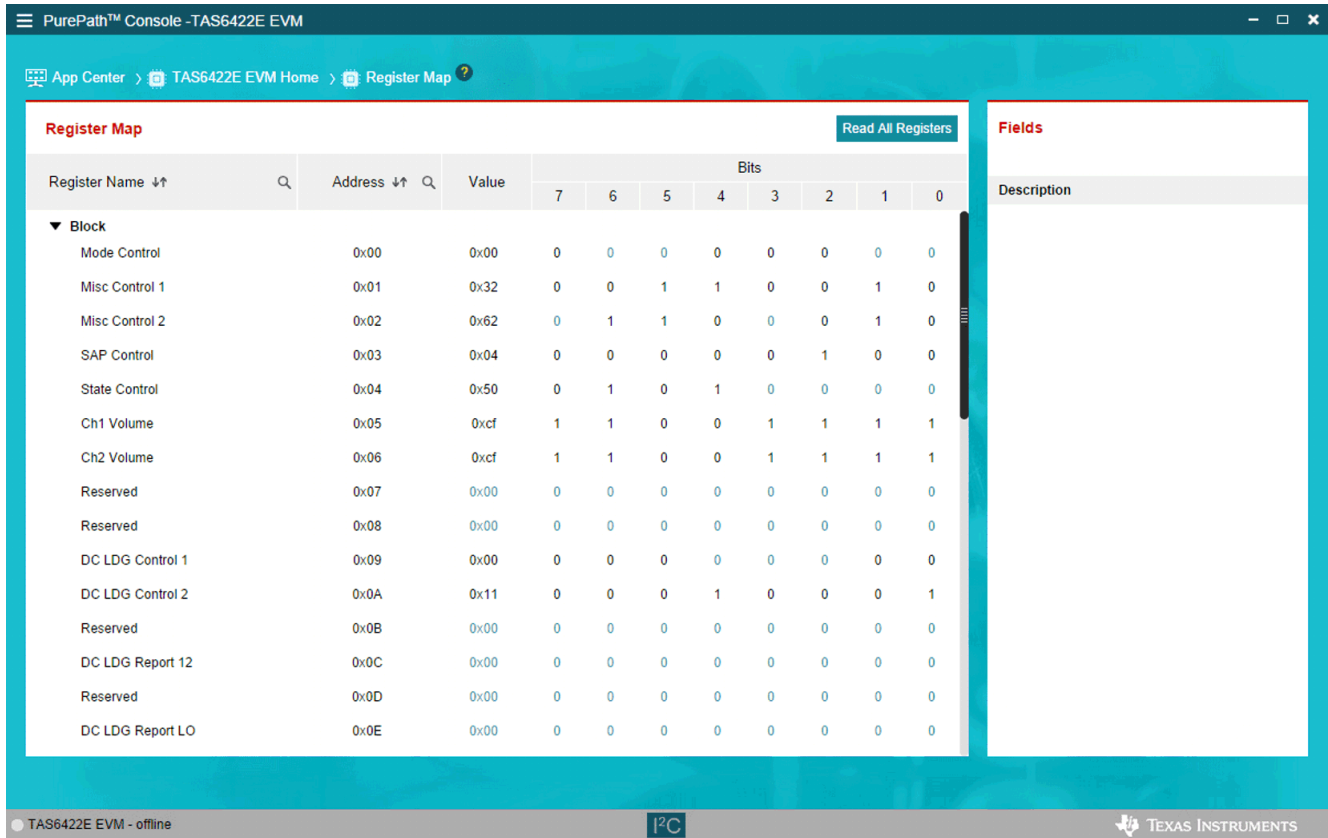 PurePath™ Console -TAS6422E EVM
App Center > TAS6422E EVM Home > Register Map ?
Register Map Read All Registers
Register Name Address Value Bits
7 6 5 4 3 2 1 0
Block
Mode Control 0x00 0x00 0 0 0 0 0 0 0 0
Misc Control 1 0x01 0x32 0 0 1 1 0 0 1 0
Misc Control 2 0x02 0x62 0 1 1 0 0 0 1 0
SAP Control 0x03 0x04 0 0 0 0 0 1 0 0
State Control 0x04 0x50 0 1 0 1 0 0 0 0
Ch1 Volume 0x05 0xcf 1 1 0 0 1 1 1 1
Ch2 Volume 0x06 0xcf 1 1 0 0 1 1 1 1
Reserved 0x07 0x00 0 0 0 0 0 0 0 0
Reserved 0x08 0x00 0 0 0 0 0 0 0 0
DC LDG Control 1 0x09 0x00 0 0 0 0 0 0 0 0
DC LDG Control 2 0x0A 0x11 0 0 0 1 0 0 0 1
Reserved 0x0B 0x00 0 0 0 0 0 0 0 0
DC LDG Report 12 0x0C 0x00 0 0 0 0 0 0 0 0
Reserved 0x0D 0x00 0 0 0 0 0 0 0 0
DC LDG Report LO 0x0E 0x00 0 0 0 0 0 0 0 0
Fields
Description
TAS6422E EVM - offline
I²C
TEXAS INSTRUMENTS